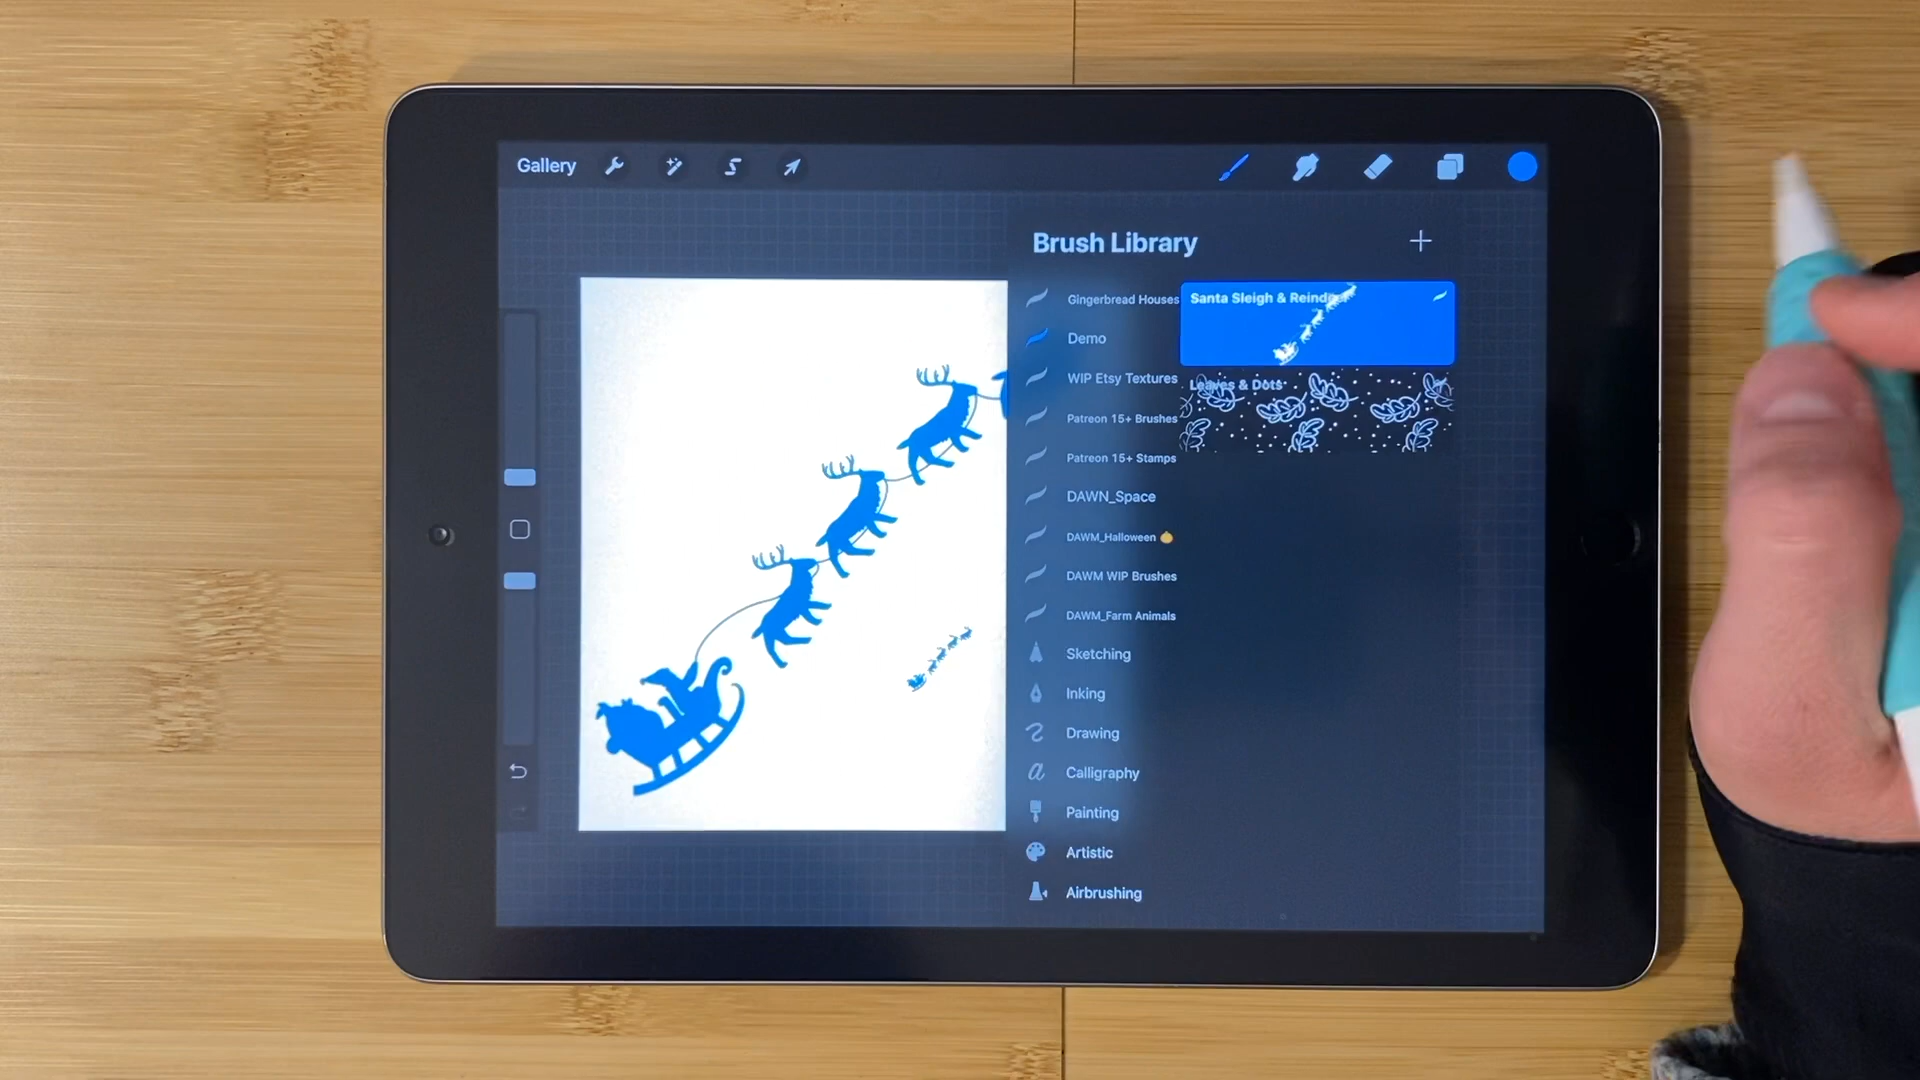 Gallery
Brush Library
Gingerbread Houses
Demo
WIP Etsy Textures
Patreon 15+ Brushes
Patreon 15+ Stamps
DAWN_Space
DAWM_Halloween
DAWM WIP Brushes
DAWM_Farm Animals
Sketching
Inking
Drawing
Calligraphy
Painting
Artistic
Airbrushing
Santa Sleigh &
Leaves & Dots